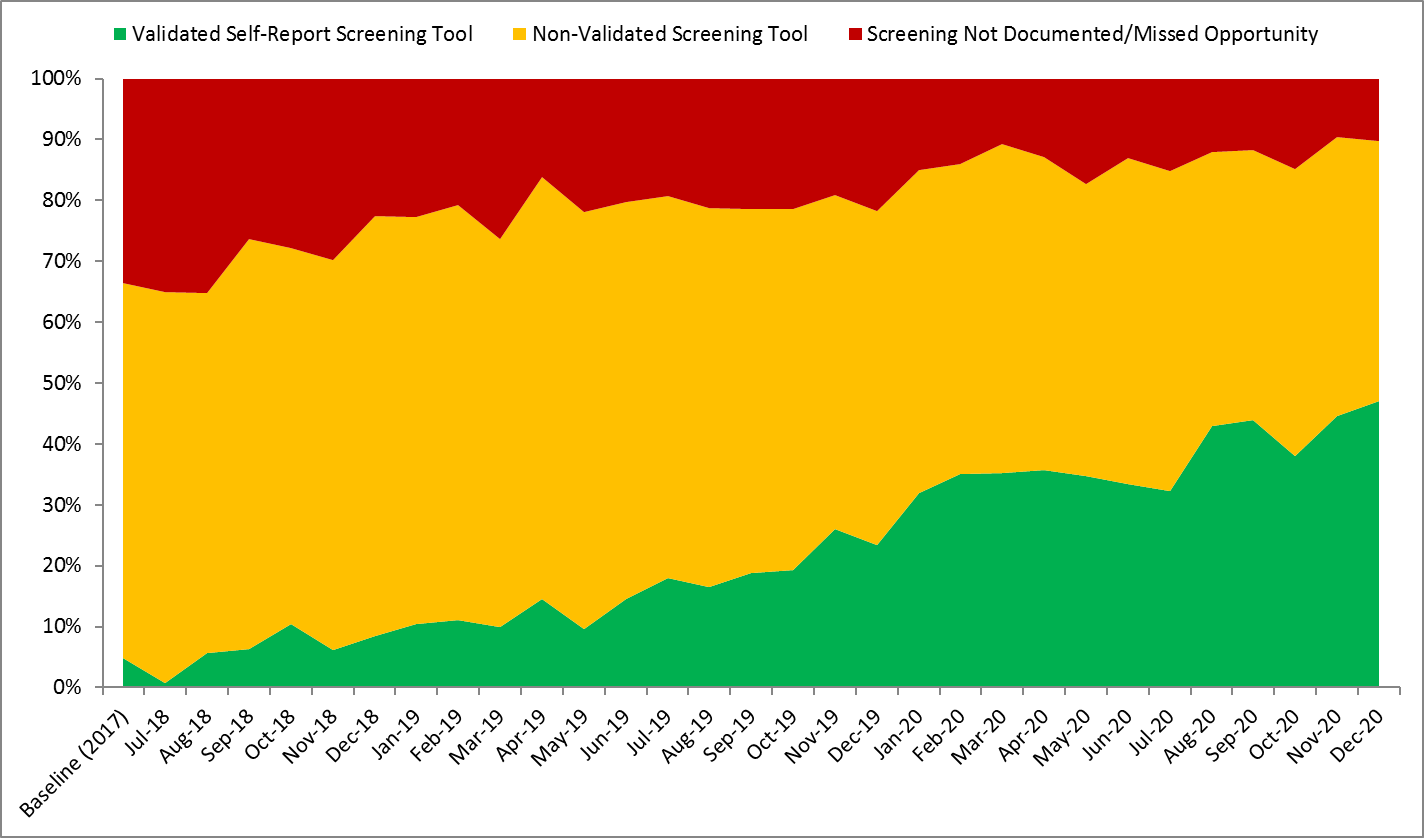 Validated Self-Report Screening Tool Non-Validated Screening Tool Screening Not Documented/Missed Opportunity
100%
90%
80%
70%
60%
50%
40%
30%
20%
10%
0%
Baseline (2017)
Jul-18
Aug-18
Sep-18
Oct-18
Nov-18
Dec-18
Jan-19
Feb-19
Mar-19
Apr-19
May-19
Jun-19
Jul-19
Aug-19
Sep-19
Oct-19
Nov-19
Dec-19
Jan-20
Feb-20
Mar-20
Apr-20
May-20
Jun-20
Jul-20
Aug-20
Sep-20
Oct-20
Nov-20
Dec-20